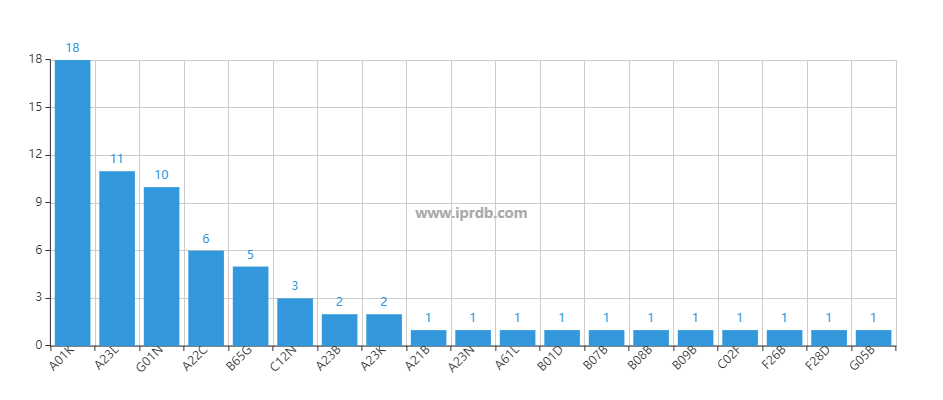 18
18
15
12
9
6
3
0
11
10
6
5
3
2
2
1
1
1
1
1
1
1
1
1
1
1
www.iprdb.com
A01K
A23L
G01N
A22C
B65G
C12N
A23B
A23K
A21B
A23N
A61L
B01D
B07B
B08B
B09B
C02F
F26B
F28D
G05B